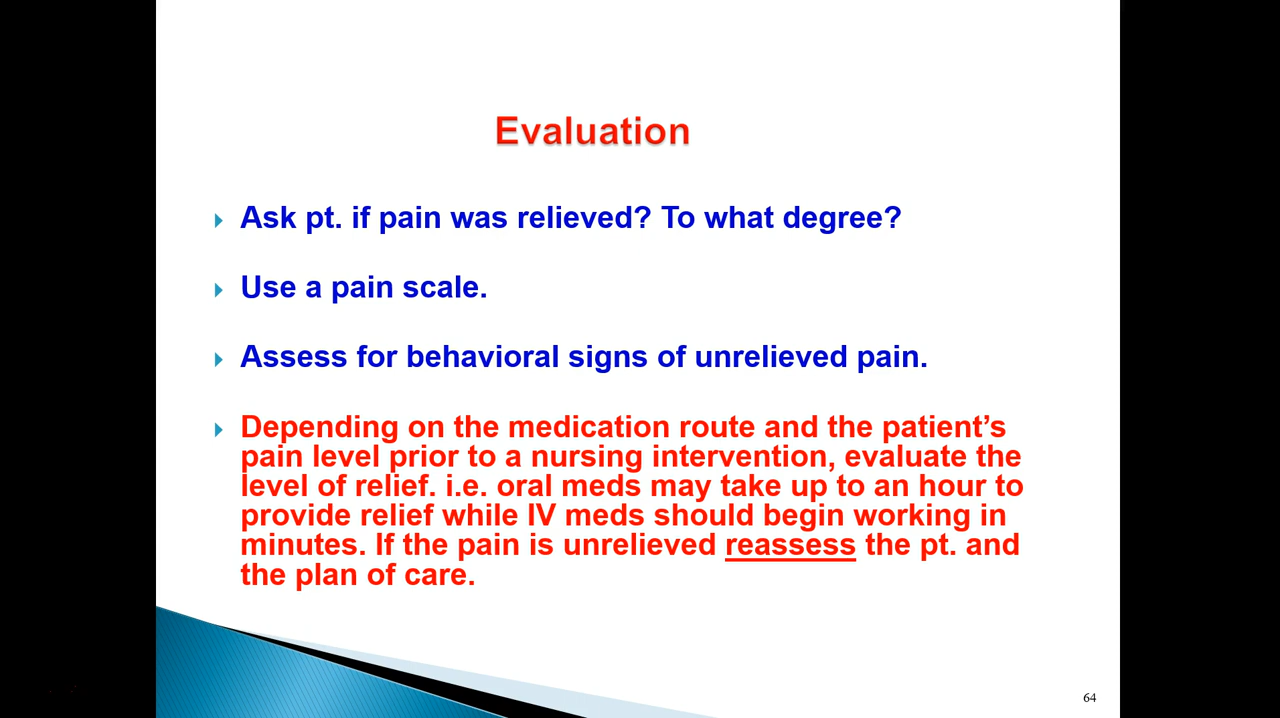 Evaluation
Ask pt. if pain was relieved? To what degree?
Use a pain scale.
Assess for behavioral signs of unrelieved pain.
Depending on the medication route and the patient’s
pain level prior to a nursing intervention, evaluate the
level of relief. i.e. oral meds may take up to an hour to
provide relief while IV meds should begin working in
minutes. If the pain is unrelieved reassess the pt. and
the plan of care.
64